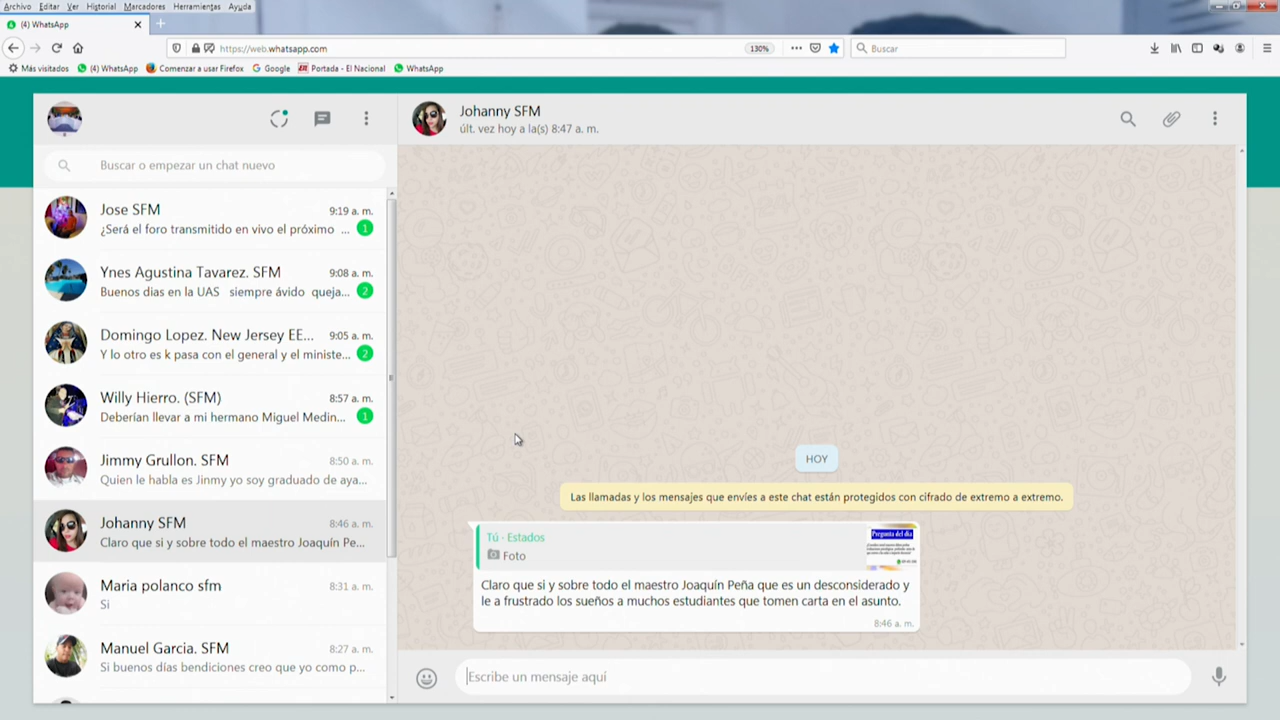 Archivo Editar Ver Historial Marcadores Herramientas Ayuda
(4) WhatsApp
https://web.whatsapp.com
130%
Buscar
Más visitados (4) WhatsApp Comenzar a usar Firefox Google Portada - El Nacional WhatsApp
Buscar o empezar un chat nuevo
Jose SFM 9:19 a. m.
¿Será el foro transmitido en vivo el próximo ... 1
Ynes Agustina Tavarez. SFM 9:08 a. m.
Buenos dias en la UAS siempre ávido queja... 2
Domingo Lopez. New Jersey EE... 9:05 a. m.
Y lo otro es k pasa con el general y el ministe... 2
Willy Hierro. (SFM) 8:57 a. m.
Deberían llevar a mi hermano Miguel Medin... 1
Jimmy Grullon. SFM 8:50 a. m.
Quien le habla es Jinmy yo soy graduado de aya...
Johanny SFM 8:46 a. m.
Claro que si y sobre todo el maestro Joaquín Pe...
Maria polanco sfm 8:31 a. m.
Si
Manuel Garcia. SFM 8:27 a. m.
Si buenos días bendiciones creo que yo como p...
Johanny SFM
últ. vez hoy a la(s) 8:47 a. m.
HOY
Las llamadas y los mensajes que envíes a este chat están protegidos con cifrado de extremo a extremo.
Tú · Estados
Foto
Pregunta del día
Claro que si y sobre todo el maestro Joaquín Peña que es un desconsiderado y
le a frustrado los sueños a muchos estudiantes que tomen carta en el asunto.
8:46 a. m.
Escribe un mensaje aquí